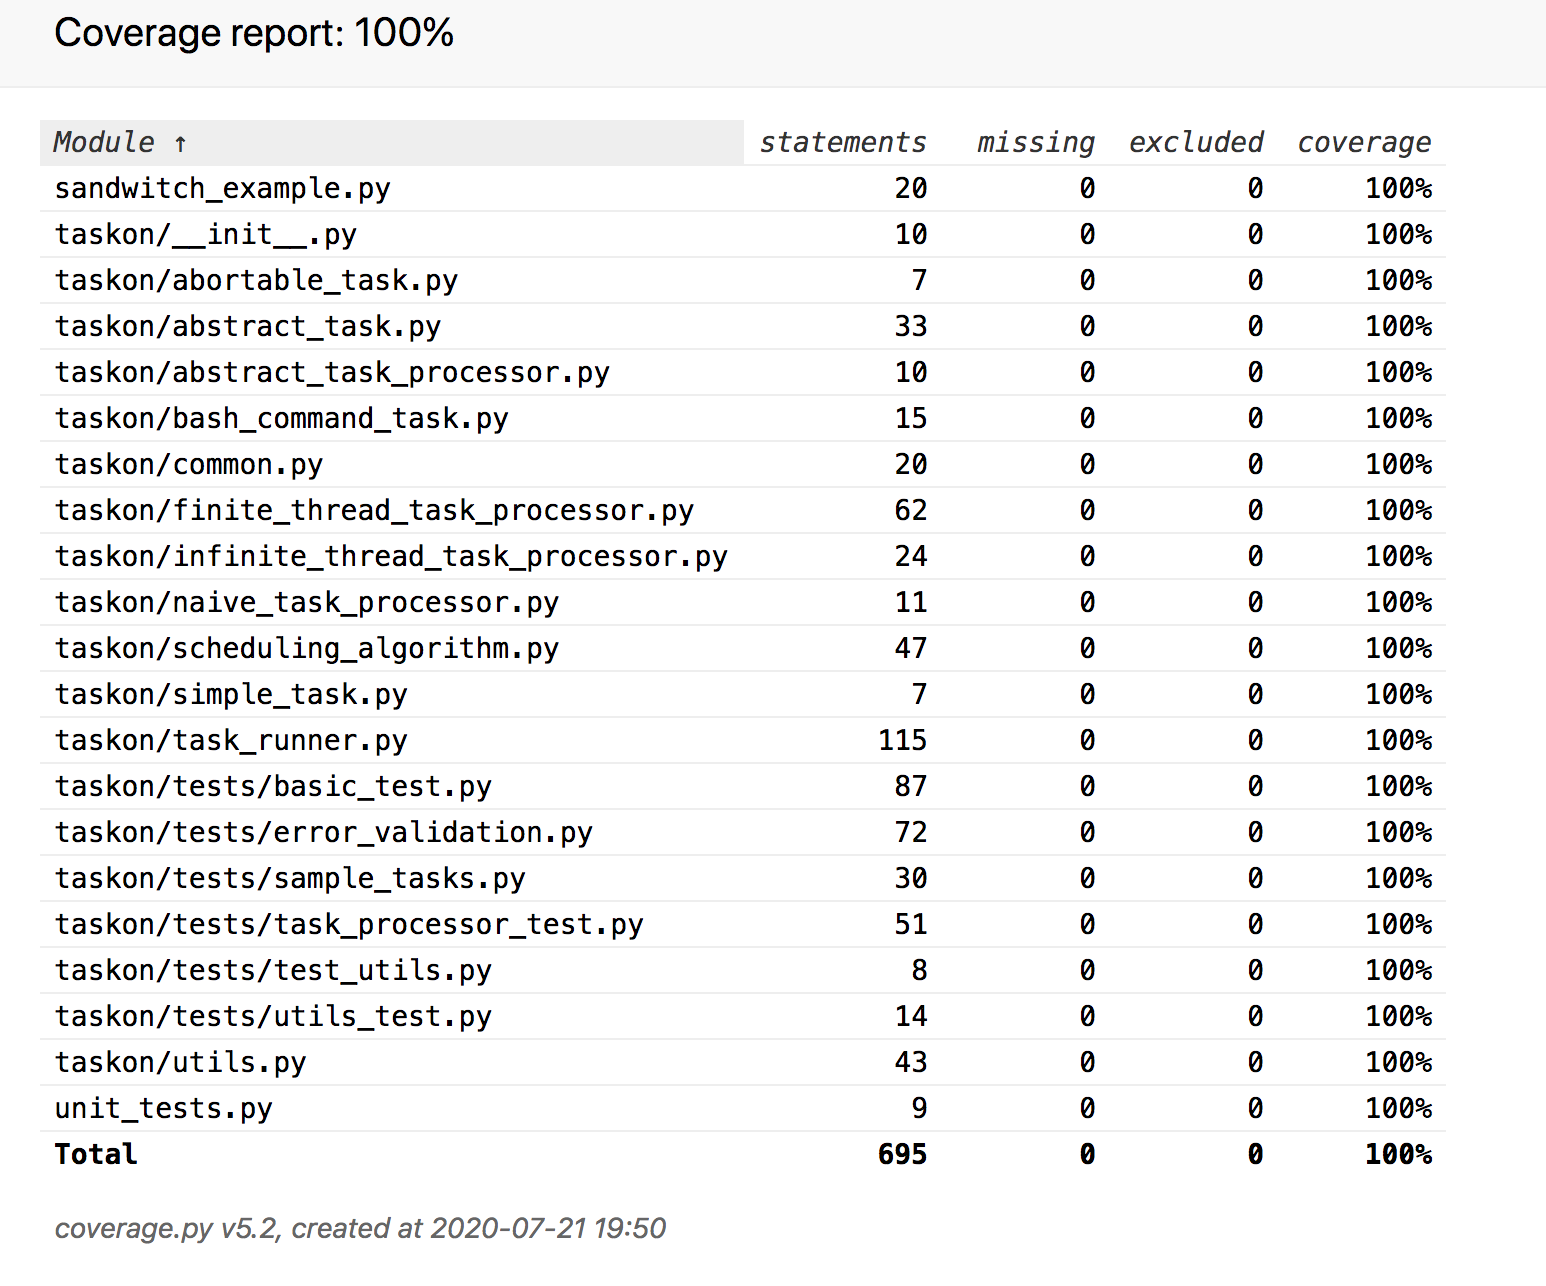 Coverage report: 100%
Module ↑ statements missing excluded coverage
sandwitch_example.py 20 0 0 100%
taskon/__init__.py 10 0 0 100%
taskon/abortable_task.py 7 0 0 100%
taskon/abstract_task.py 33 0 0 100%
taskon/abstract_task_processor.py 10 0 0 100%
taskon/bash_command_task.py 15 0 0 100%
taskon/common.py 20 0 0 100%
taskon/finite_thread_task_processor.py 62 0 0 100%
taskon/infinite_thread_task_processor.py 24 0 0 100%
taskon/naive_task_processor.py 11 0 0 100%
taskon/scheduling_algorithm.py 47 0 0 100%
taskon/simple_task.py 7 0 0 100%
taskon/task_runner.py 115 0 0 100%
taskon/tests/basic_test.py 87 0 0 100%
taskon/tests/error_validation.py 72 0 0 100%
taskon/tests/sample_tasks.py 30 0 0 100%
taskon/tests/task_processor_test.py 51 0 0 100%
taskon/tests/test_utils.py 8 0 0 100%
taskon/tests/utils_test.py 14 0 0 100%
taskon/utils.py 43 0 0 100%
unit_tests.py 9 0 0 100%
Total 695 0 0 100%
coverage.py v5.2, created at 2020-07-21 19:50